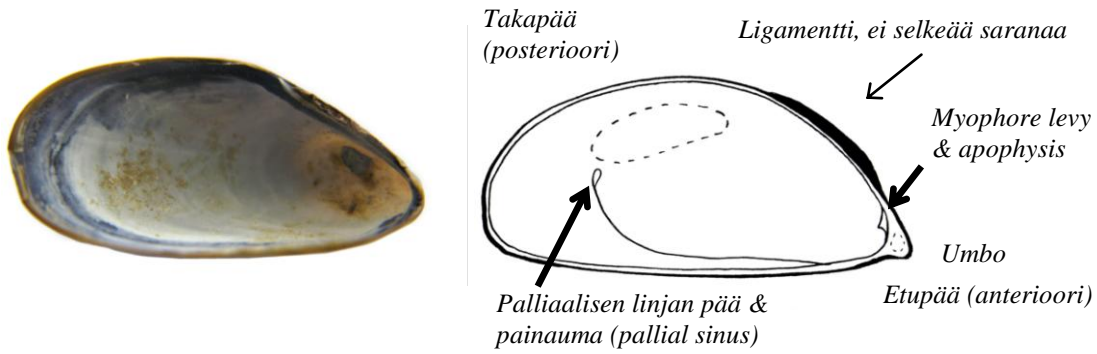 Takapää
(posterioori)
Ligamentti, ei selkeää saranaa
Myophore levy
& apophysis
Umbo
Etupää (anterioori)
Palliaalisen linjan pää &
painauma (pallial sinus)